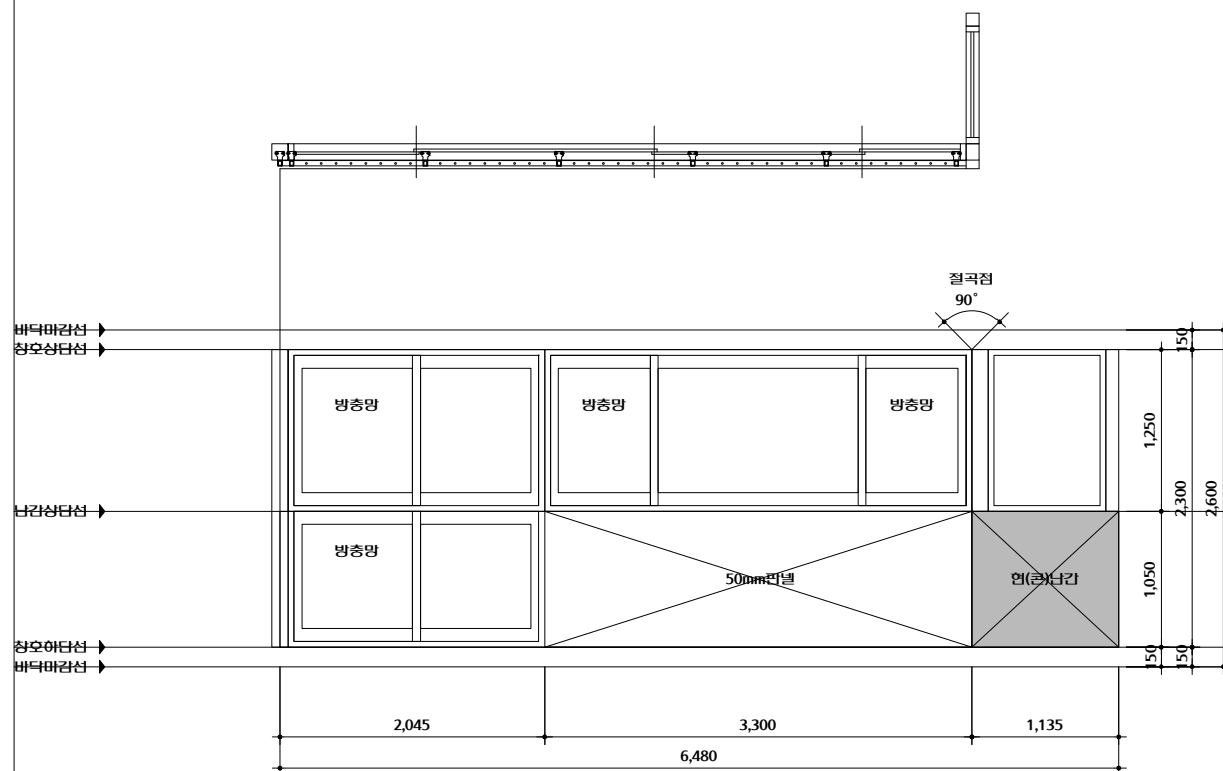 절곡점
90°
바닥마감선
창호상단선
150
방충망
방충망
방충망
1,250
2,300
2,600
난간상단선
방충망
50mm판넬
현(콘)난간
1,050
창호하단선
바닥마감선
150
150
2,045
3,300
1,135
6,480